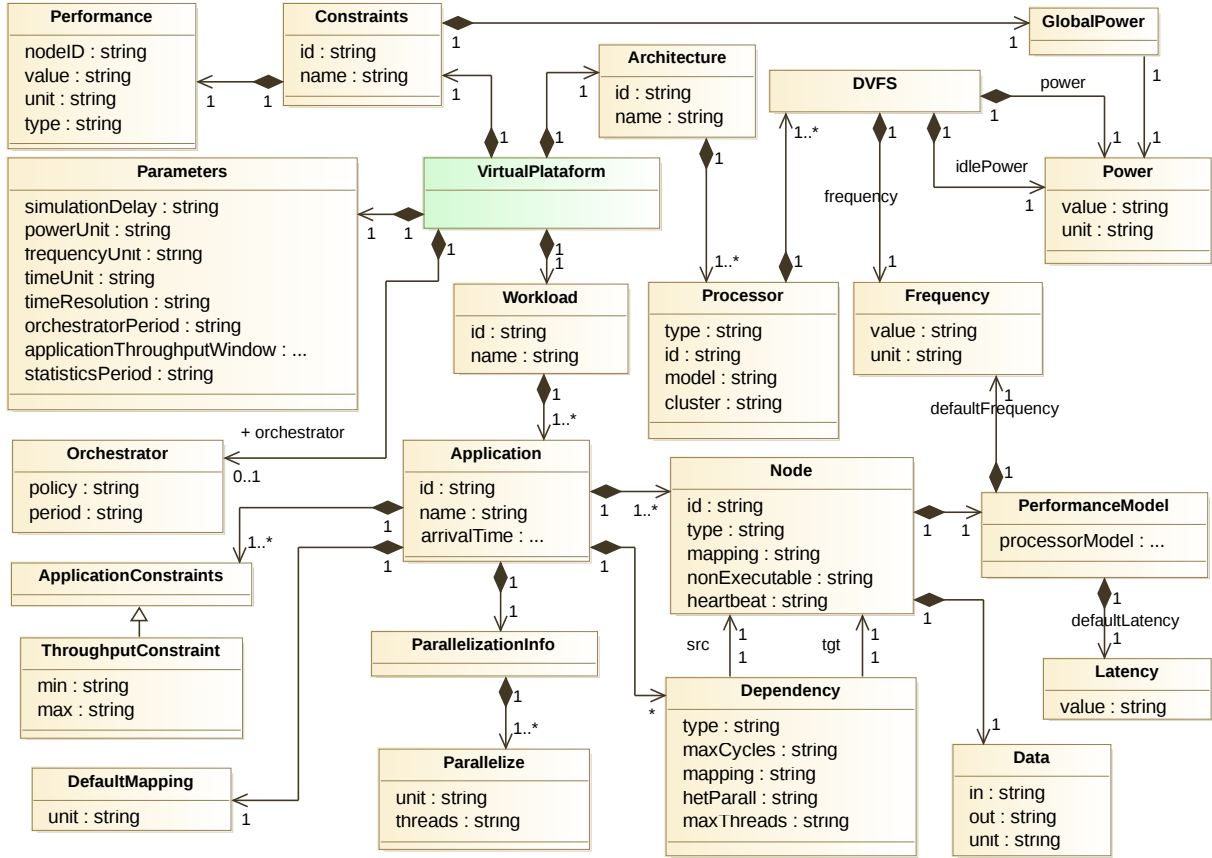 Performance
nodeID : string
value : string
unit : string
type : string
1
1
Constraints
id : string
name : string
1
1
GlobalPower
1
1
1
1
1
Architecture
id : string
name : string
1
1..*
DVFS
1..*
1
power
1
1
idlePower
1
1
frequency
1
1
Power
value : string
unit : string
Parameters
simulationDelay : string
powerUnit : string
frequencyUnit : string
timeUnit : string
timeResolution : string
orchestratorPeriod : string
applicationThroughputWindow : ...
statisticsPeriod : string
1
1
VirtualPlataform
1
1
1
Workload
id : string
name : string
1
1..*
Processor
type : string
id : string
model : string
cluster : string
1
Frequency
value : string
unit : string
1
defaultFrequency
1
Orchestrator
policy : string
period : string
+ orchestrator
0..1
Application
id : string
name : string
arrivalTime : ...
1
1..*
1
1..*
1
1
1
1
1
*
Node
id : string
type : string
mapping : string
nonExecutable : string
heartbeat : string
1
1
1
1
PerformanceModel
processorModel : ...
1
defaultLatency
1
Latency
value : string
ApplicationConstraints
ThroughputConstraint
min : string
max : string
ParallelizationInfo
1
1..*
src
1
1
tgt
1
1
Dependency
type : string
maxCycles : string
mapping : string
hetParall : string
maxThreads : string
DefaultMapping
unit : string
Parallelize
unit : string
threads : string
Data
in : string
out : string
unit : string